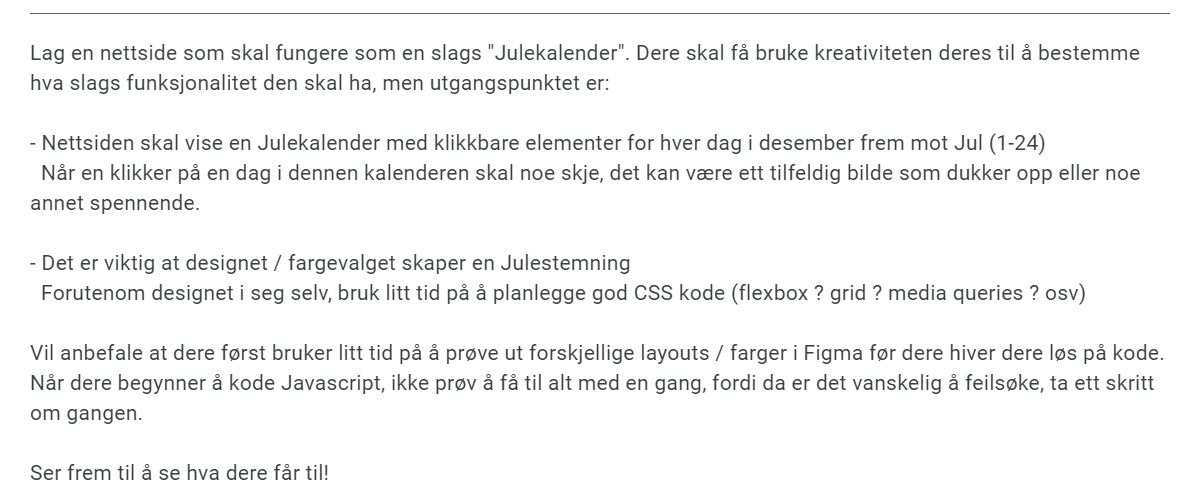 Lag en nettside som skal fungere som en slags "Julekalender". Dere skal få bruke kreativiteten deres til å bestemme
hva slags funksjonalitet den skal ha, men utgangspunktet er:
- Nettsiden skal vise en Julekalender med klikkbare elementer for hver dag i desember frem mot Jul (1-24)
Når en klikker på en dag i dennen kalenderen skal noe skje, det kan være ett tilfeldig bilde som dukker opp eller noe
annet spennende.
- Det er viktig at designet / fargevalget skaper en Julestemning
Forutenom designet i seg selv, bruk litt tid på å planlegge god CSS kode (flexbox ? grid ? media queries ? osv)
Vil anbefale at dere først bruker litt tid på å prøve ut forskjellige layouts / farger i Figma før dere hiver dere løs på kode.
Når dere begynner å kode Javascript, ikke prøv å få til alt med en gang, fordi da er det vanskelig å feilsøke, ta ett skritt
om gangen.
Ser frem til å se hva dere får til!